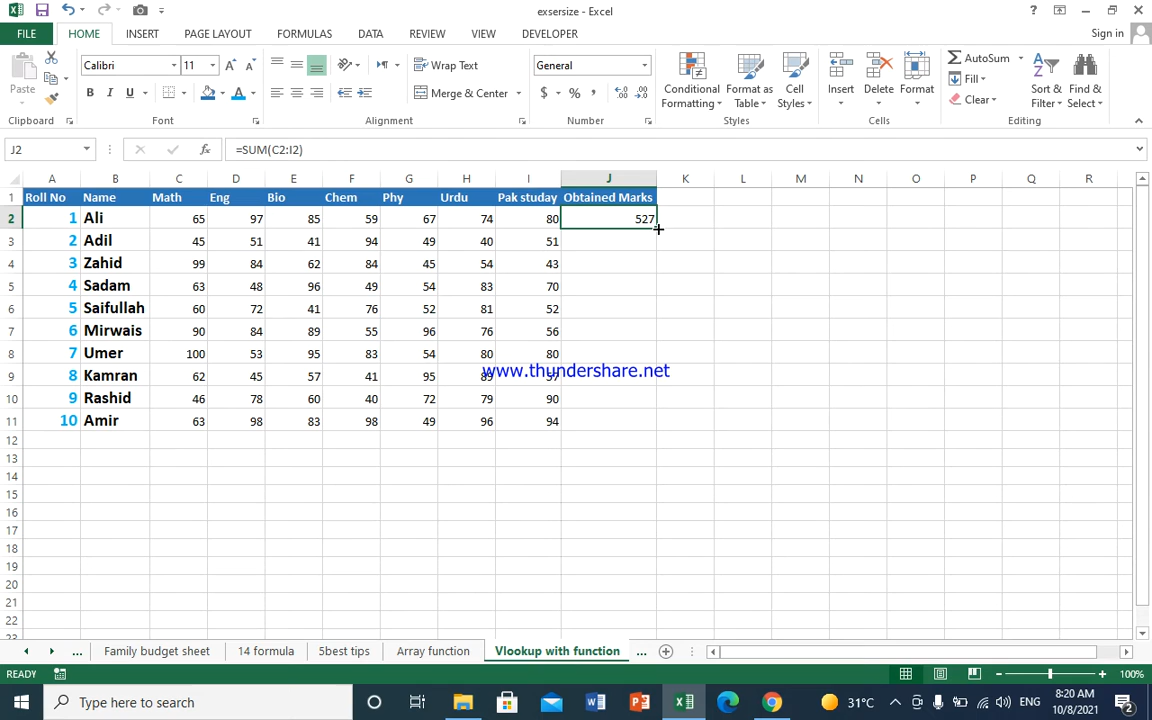 exsersize - Excel
?
FILE HOME INSERT PAGE LAYOUT FORMULAS DATA REVIEW VIEW DEVELOPER Sign in
Paste
Calibri 11
B I U
Wrap Text
Merge & Center
General
$ % ,
Conditional Formatting
Format as Table
Cell Styles
Insert
Delete
Format
AutoSum
Fill
Clear
Sort & Filter
Find & Select
Clipboard Font Alignment Number Styles Cells Editing
J2 fx =SUM(C2:I2)
A B C D E F G H I J K L M N O P Q R
1 Roll No Name Math Eng Bio Chem Phy Urdu Pak studay Obtained Marks
2 1 Ali 65 97 85 59 67 74 80 527
3 2 Adil 45 51 41 94 49 40 51
4 3 Zahid 99 84 62 84 45 54 43
5 4 Sadam 63 48 96 49 54 83 70
6 5 Saifullah 60 72 41 76 52 81 52
7 6 Mirwais 90 84 89 55 96 76 56
8 7 Umer 100 53 95 83 54 80 80
www.thundershare.net
9 8 Kamran 62 45 57 41 95
10 9 Rashid 46 78 60 40 72 79 90
11 10 Amir 63 98 83 98 49 96 94
12
13
14
15
16
17
18
19
20
21
22
23
... Family budget sheet 14 formula 5best tips Array function Vlookup with function ...
READY 100%
Type here to search
31°C ENG 8:20 AM
10/8/2021 2